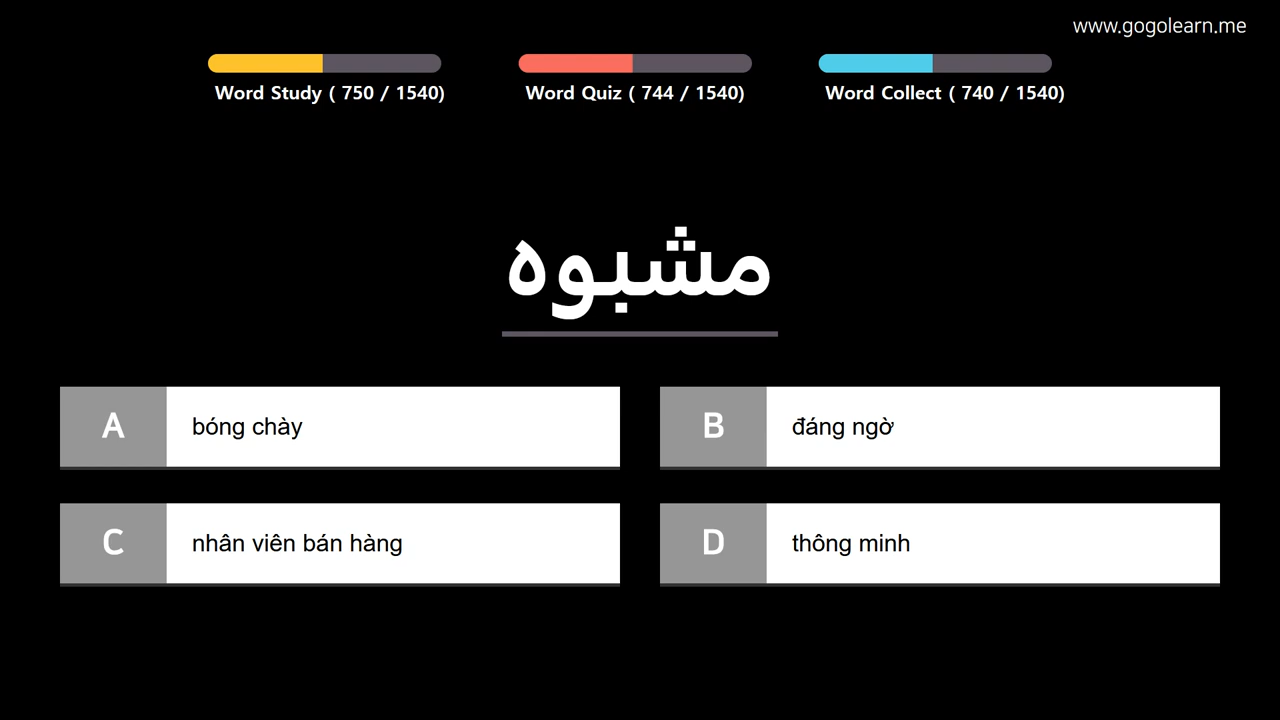 www.gogolearn.me
Word Study ( 750 / 1540)
Word Quiz ( 744 / 1540)
Word Collect ( 740 / 1540)
مشبوه
A
bóng chày
B
đáng ngờ
C
nhân viên bán hàng
D
thông minh